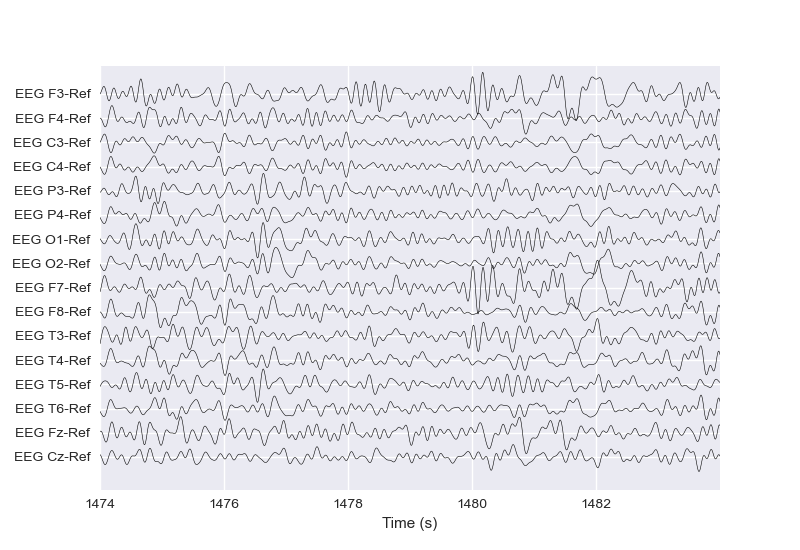 EEG F3-Ref
EEG F4-Ref
EEG C3-Ref
EEG C4-Ref
EEG P3-Ref
EEG P4-Ref
EEG O1-Ref
EEG O2-Ref
EEG F7-Ref
EEG F8-Ref
EEG T3-Ref
EEG T4-Ref
EEG T5-Ref
EEG T6-Ref
EEG Fz-Ref
EEG Cz-Ref
1474 1476 1478 1480 1482
Time (s)